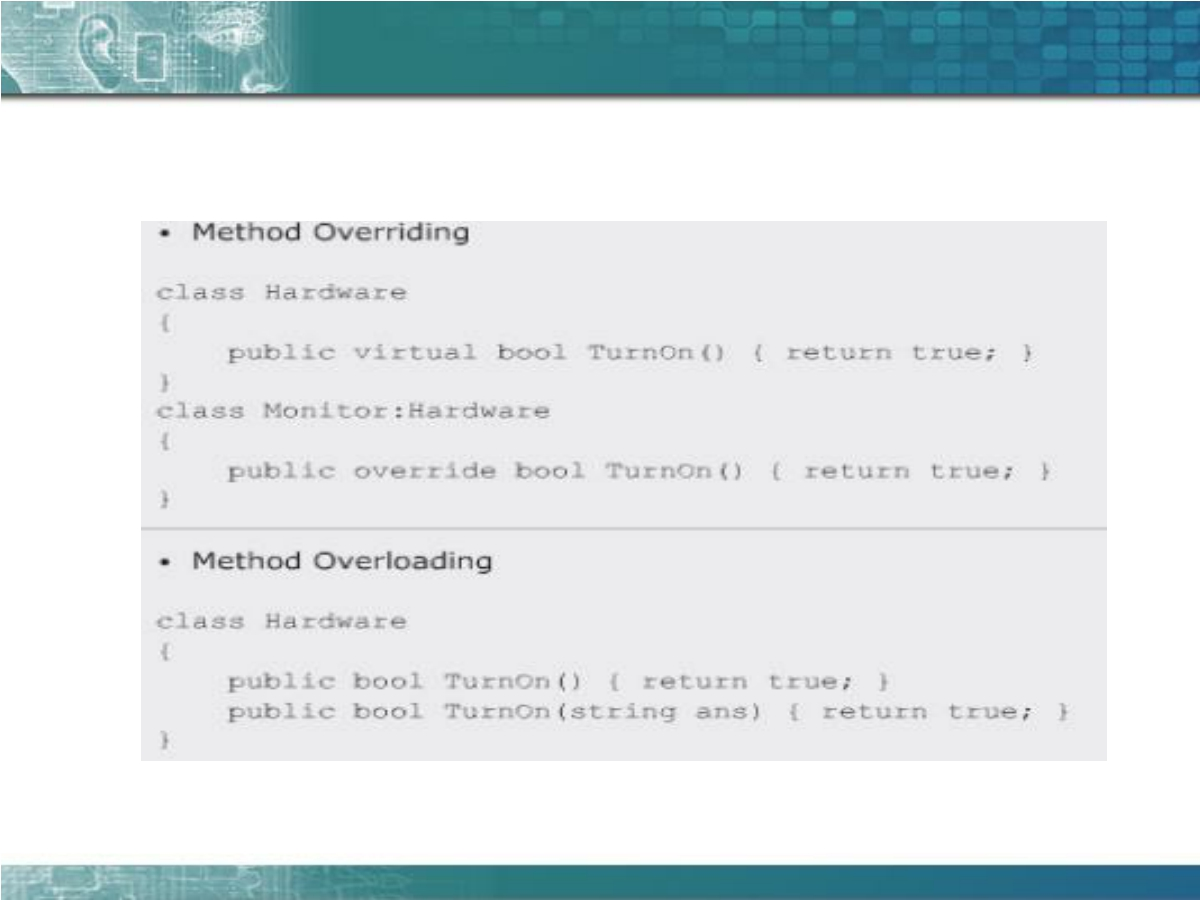 • Method Overriding
class Hardware
{
    public virtual bool TurnOn() { return true; }
}
class Monitor:Hardware
{
    public override bool TurnOn() { return true; }
}
• Method Overloading
class Hardware
{
    public bool TurnOn() { return true; }
    public bool TurnOn(string ans) { return true; }
}